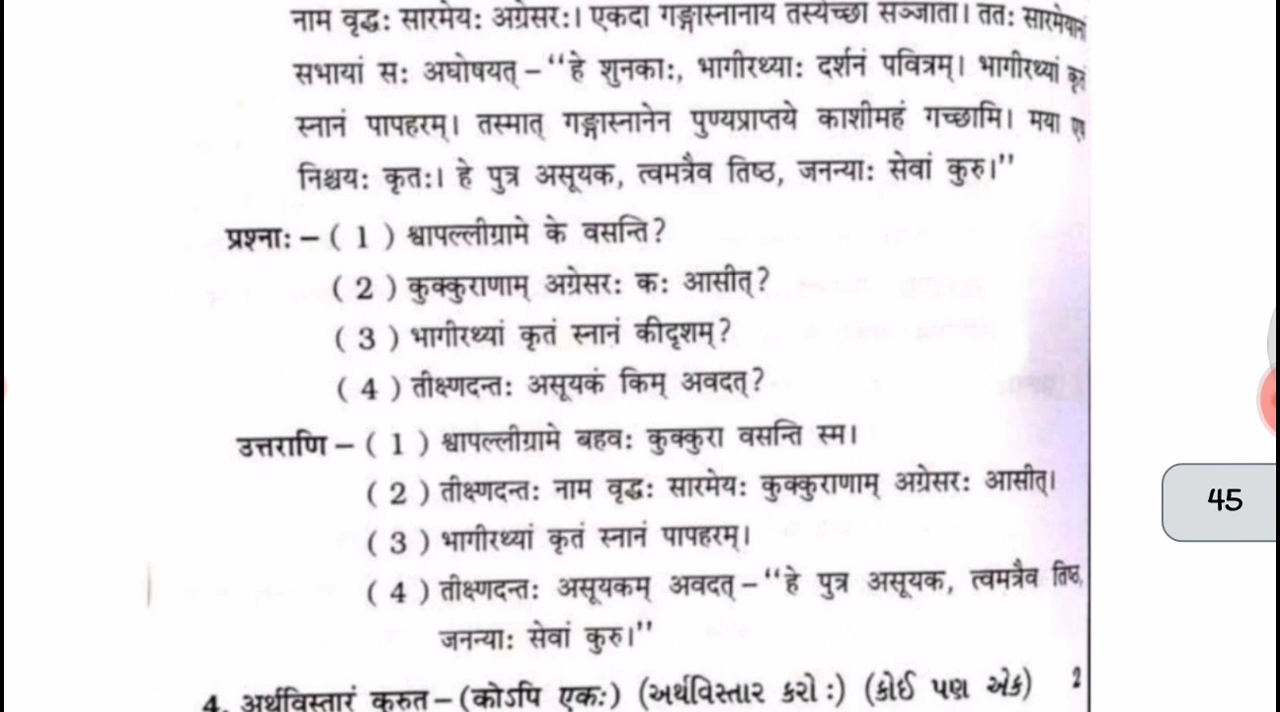 नाम वृद्धः सारमेयः अग्रेसरः। एकदा गङ्गास्नानाय तस्येच्छा सञ्जाता। ततः सारमेयानां
सभायां सः अघोषयत् – “हे शुनकाः, भागीरथ्याः दर्शनं पवित्रम्। भागीरथ्यां कृतं
स्नानं पापहरम्। तस्मात् गङ्गास्नानेन पुण्यप्राप्तये काशीमहं गच्छामि। मया
निश्चयः कृतः। हे पुत्र असूयक, त्वमत्रैव तिष्ठ, जनन्याः सेवां कुरु।”
प्रश्नाः – ( 1 ) श्वापल्लीग्रामे के वसन्ति?
( 2 ) कुक्कुराणाम् अग्रेसरः कः आसीत्?
( 3 ) भागीरथ्यां कृतं स्नानं कीदृशम्?
( 4 ) तीक्ष्णदन्तः असूयकं किम् अवदत्?
उत्तराणि – ( 1 ) श्वापल्लीग्रामे बहवः कुक्कुरा वसन्ति स्म।
( 2 ) तीक्ष्णदन्तः नाम वृद्धः सारमेयः कुक्कुराणाम् अग्रेसरः आसीत्।
( 3 ) भागीरथ्यां कृतं स्नानं पापहरम्।
( 4 ) तीक्ष्णदन्तः असूयकम् अवदत् – “हे पुत्र असूयक, त्वमत्रैव तिष्ठ,
जनन्याः सेवां कुरु।”
4. अर्थविस्तारं कुरुत – (कोऽपि एकः) (અર્થવિસ્તાર કરો :) (કોઈ પણ એક) 2
45